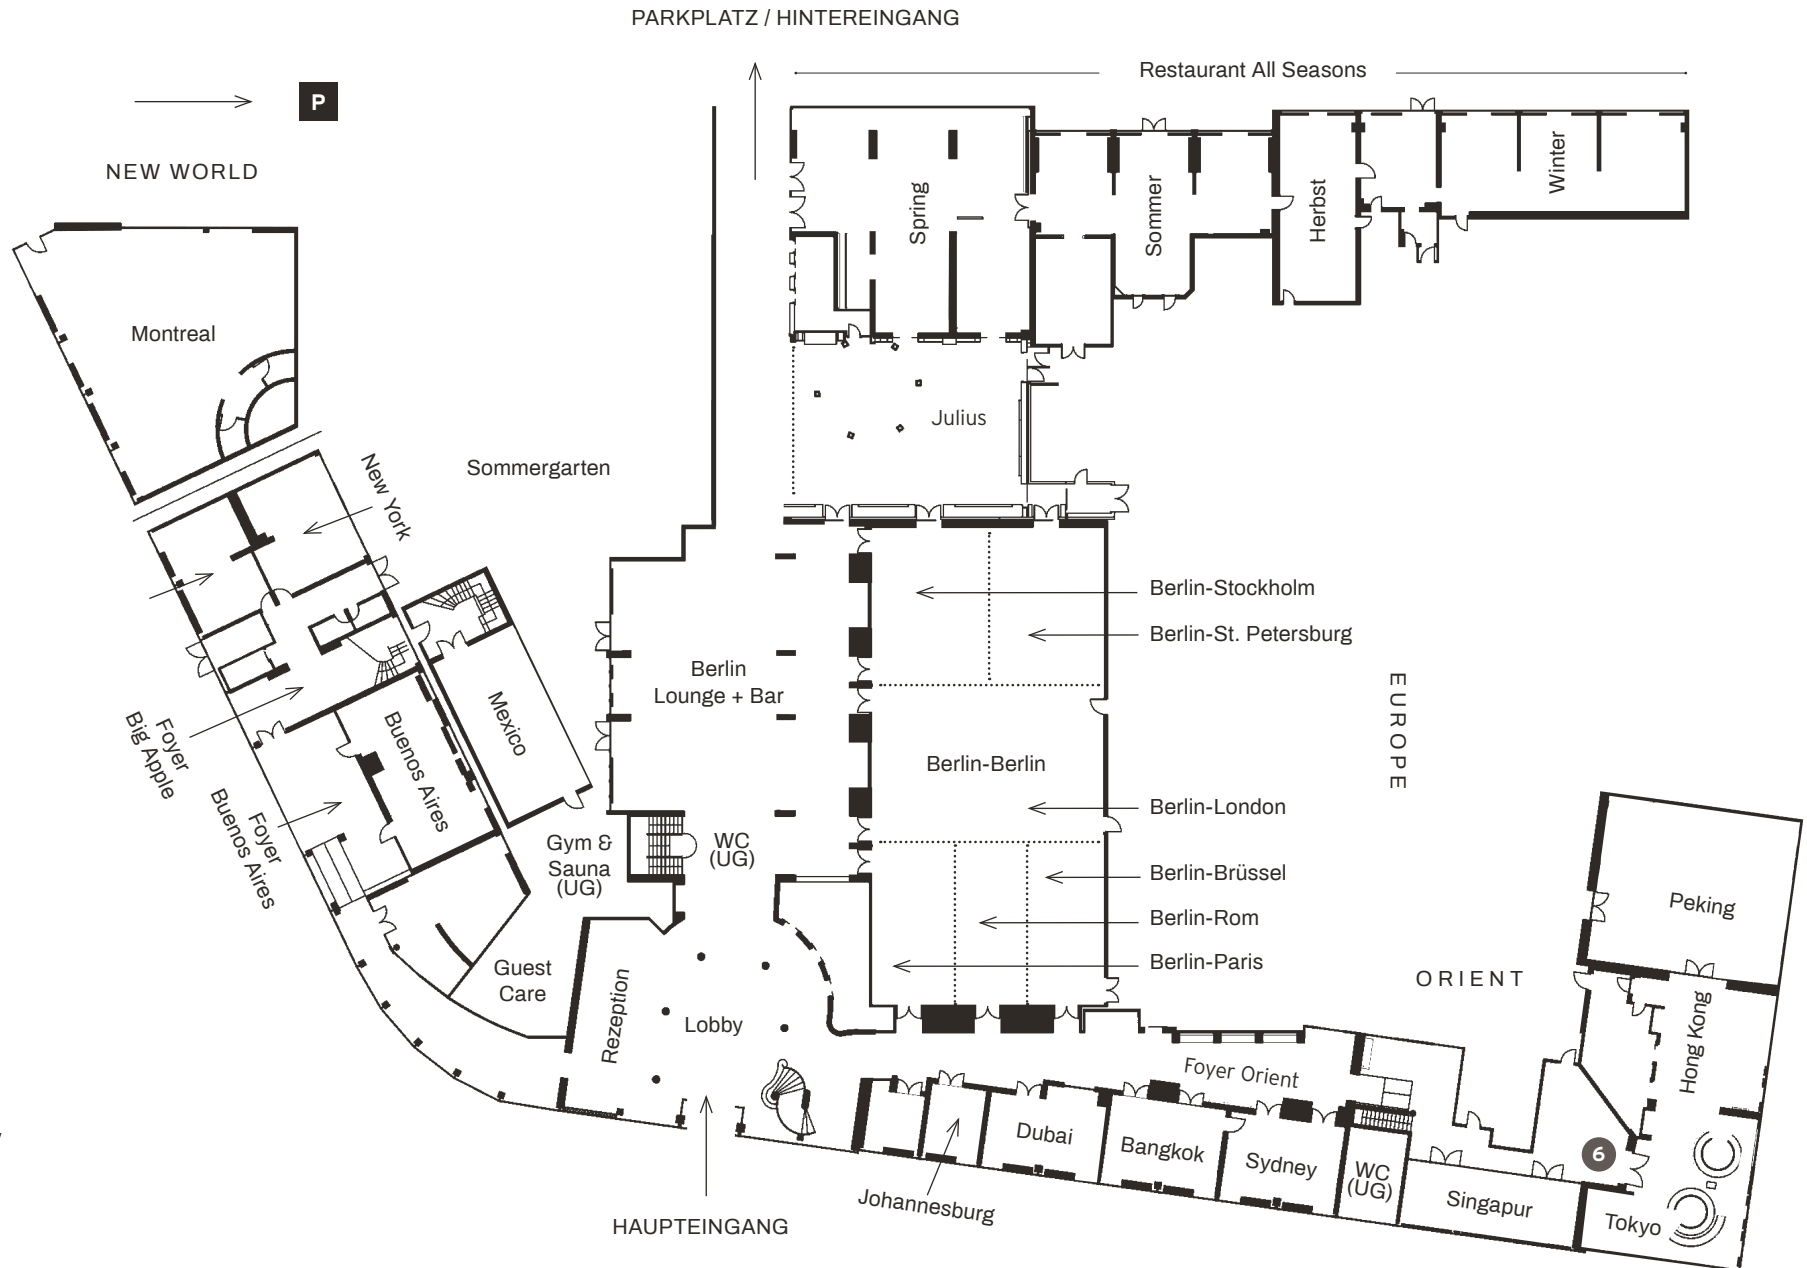 PARKPLATZ / HINTEREINGANG
Restaurant All Seasons
P
NEW WORLD
Spring
Sommer
Herbst
Winter
Montreal
Julius
Sommergarten
New York
Berlin-Stockholm
Berlin-St. Petersburg
Berlin
Lounge + Bar
Mexico
EUROPE
Foyer
Big Apple
Buenos Aires
Berlin-Berlin
Berlin-London
Foyer
Buenos Aires
Gym &
Sauna
(UG)
WC
(UG)
Berlin-Brüssel
Berlin-Rom
Berlin-Paris
Peking
ORIENT
Guest
Care
Rezeption
Lobby
Hong Kong
Foyer Orient
Dubai
Bangkok
Sydney
WC
(UG)
6
Johannesburg
Singapur
Tokyo
HAUPTEINGANG